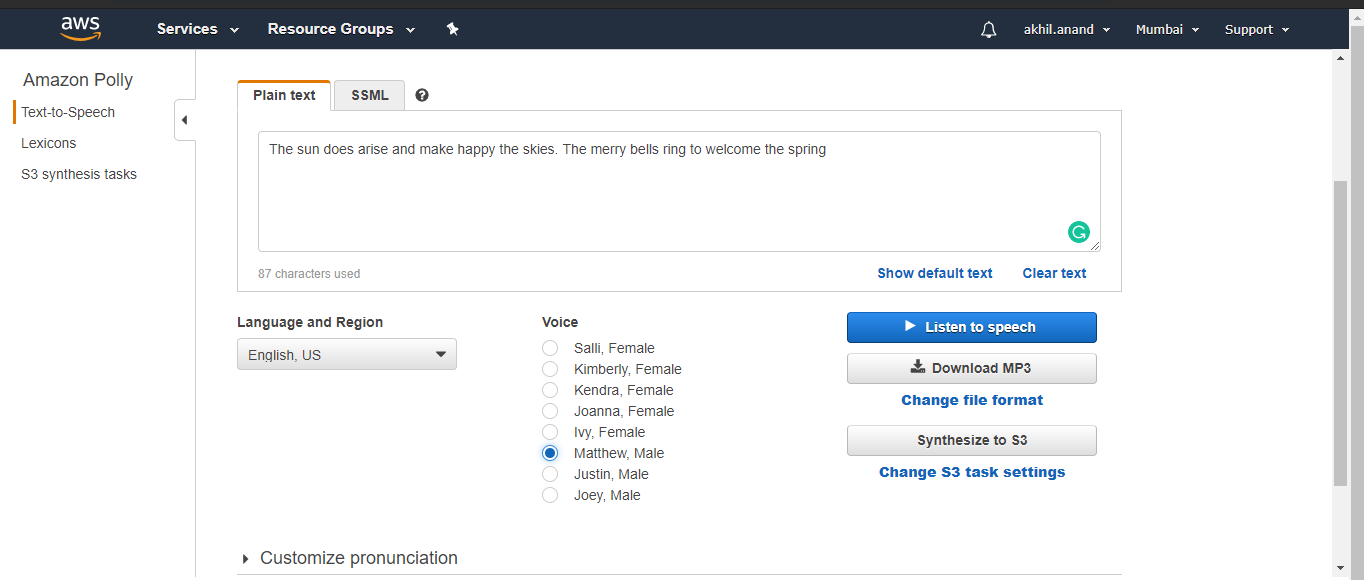 aws Services Resource Groups akhil.anand Mumbai Support
Amazon Polly
Text-to-Speech
Lexicons
S3 synthesis tasks
Plain text SSML ?
The sun does arise and make happy the skies. The merry bells ring to welcome the spring
87 characters used Show default text Clear text
Language and Region
English, US
Voice
Salli, Female
Kimberly, Female
Kendra, Female
Joanna, Female
Ivy, Female
Matthew, Male
Justin, Male
Joey, Male
Listen to speech
Download MP3
Change file format
Synthesize to S3
Change S3 task settings
Customize pronunciation